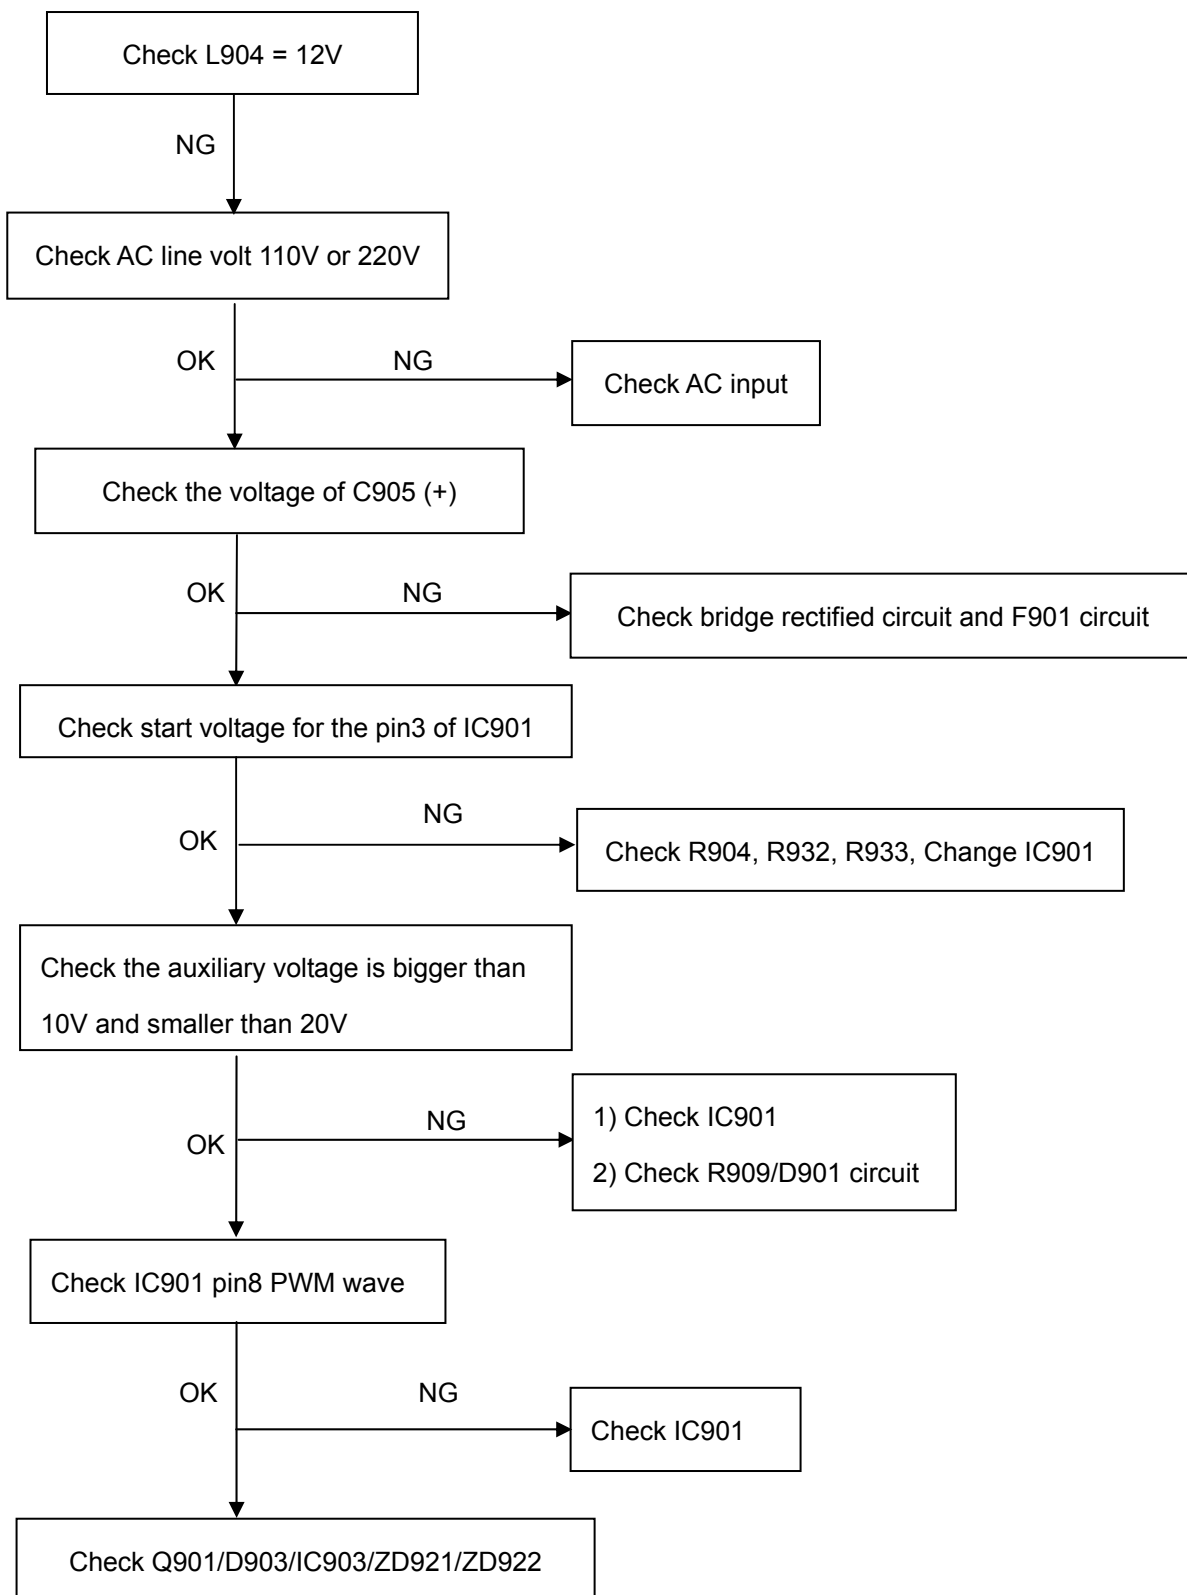 Check L904 = 12V
NG
Check AC line volt 110V or 220V
OK
NG
Check AC input
Check the voltage of C905 (+)
OK
NG
Check bridge rectified circuit and F901 circuit
Check start voltage for the pin3 of IC901
OK
NG
Check R904, R932, R933, Change IC901
Check the auxiliary voltage is bigger than
10V and smaller than 20V
OK
NG
1) Check IC901
2) Check R909/D901 circuit
Check IC901 pin8 PWM wave
OK
NG
Check IC901
Check Q901/D903/IC903/ZD921/ZD922